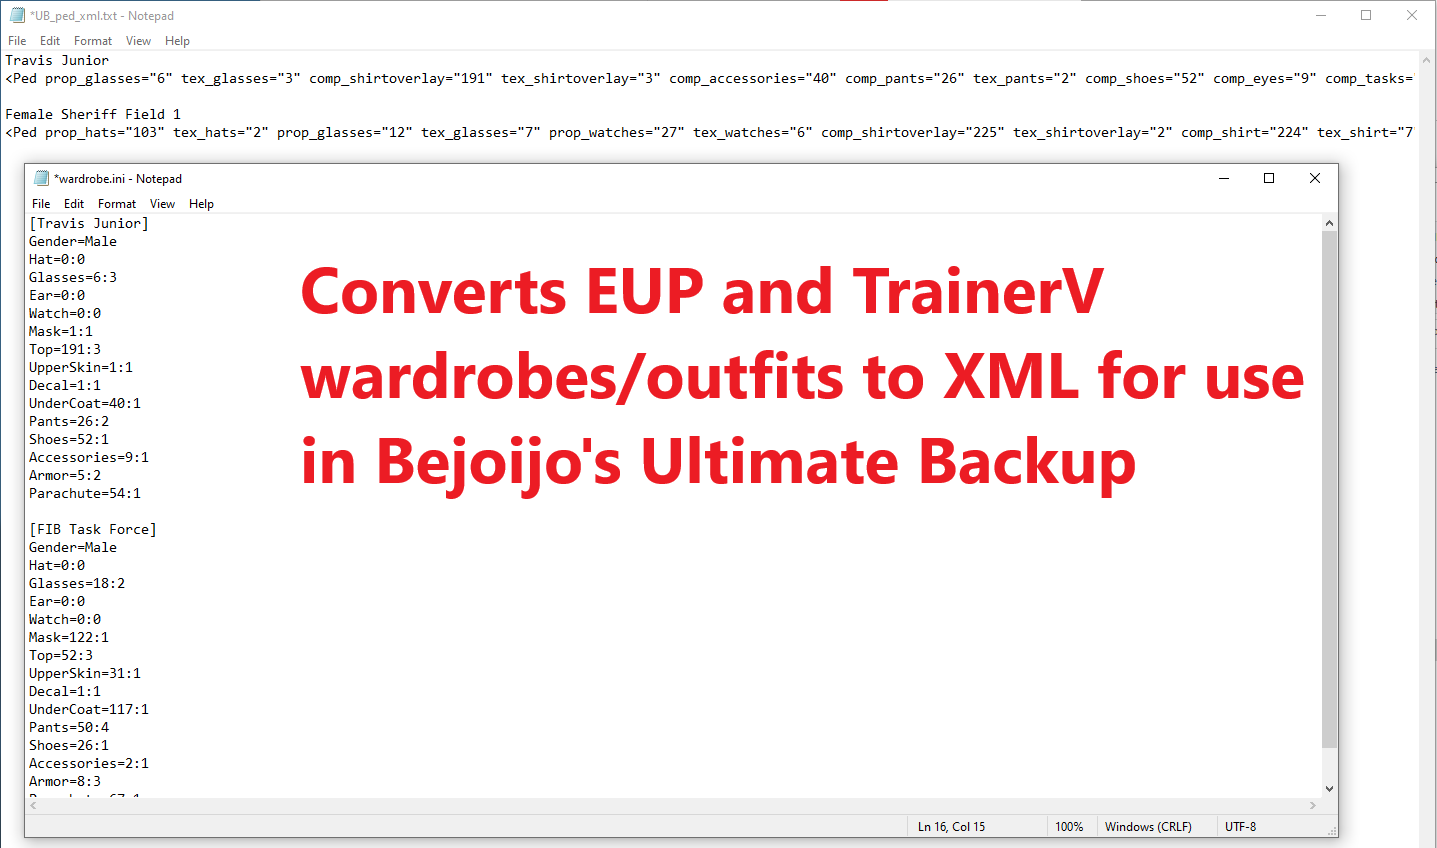 *UB_ped_xml.txt - Notepad
File Edit Format View Help
Travis Junior
<Ped prop_glasses="6" tex_glasses="3" comp_shirtoverlay="191" tex_shirtoverlay="3" comp_accessories="40" comp_pants="26" tex_pants="2" comp_shoes="52" comp_eyes="9" comp_tasks=
Female Sheriff Field 1
<Ped prop_hats="103" tex_hats="2" prop_glasses="12" tex_glasses="7" prop_watches="27" tex_watches="6" comp_shirtoverlay="225" tex_shirtoverlay="2" comp_shirt="224" tex_shirt="7
*wardrobe.ini - Notepad
File Edit Format View Help
[Travis Junior]
Gender=Male
Hat=0:0
Glasses=6:3
Ear=0:0
Watch=0:0
Mask=1:1
Top=191:3
UpperSkin=1:1
Decal=1:1
UnderCoat=40:1
Pants=26:2
Shoes=52:1
Accessories=9:1
Armor=5:2
Parachute=54:1
[FIB Task Force]
Gender=Male
Hat=0:0
Glasses=18:2
Ear=0:0
Watch=0:0
Mask=122:1
Top=52:3
UpperSkin=31:1
Decal=1:1
UnderCoat=117:1
Pants=50:4
Shoes=26:1
Accessories=2:1
Armor=8:3
Converts EUP and TrainerV
wardrobes/outfits to XML for use
in Bejoijo's Ultimate Backup
Ln 16, Col 15 100% Windows (CRLF) UTF-8